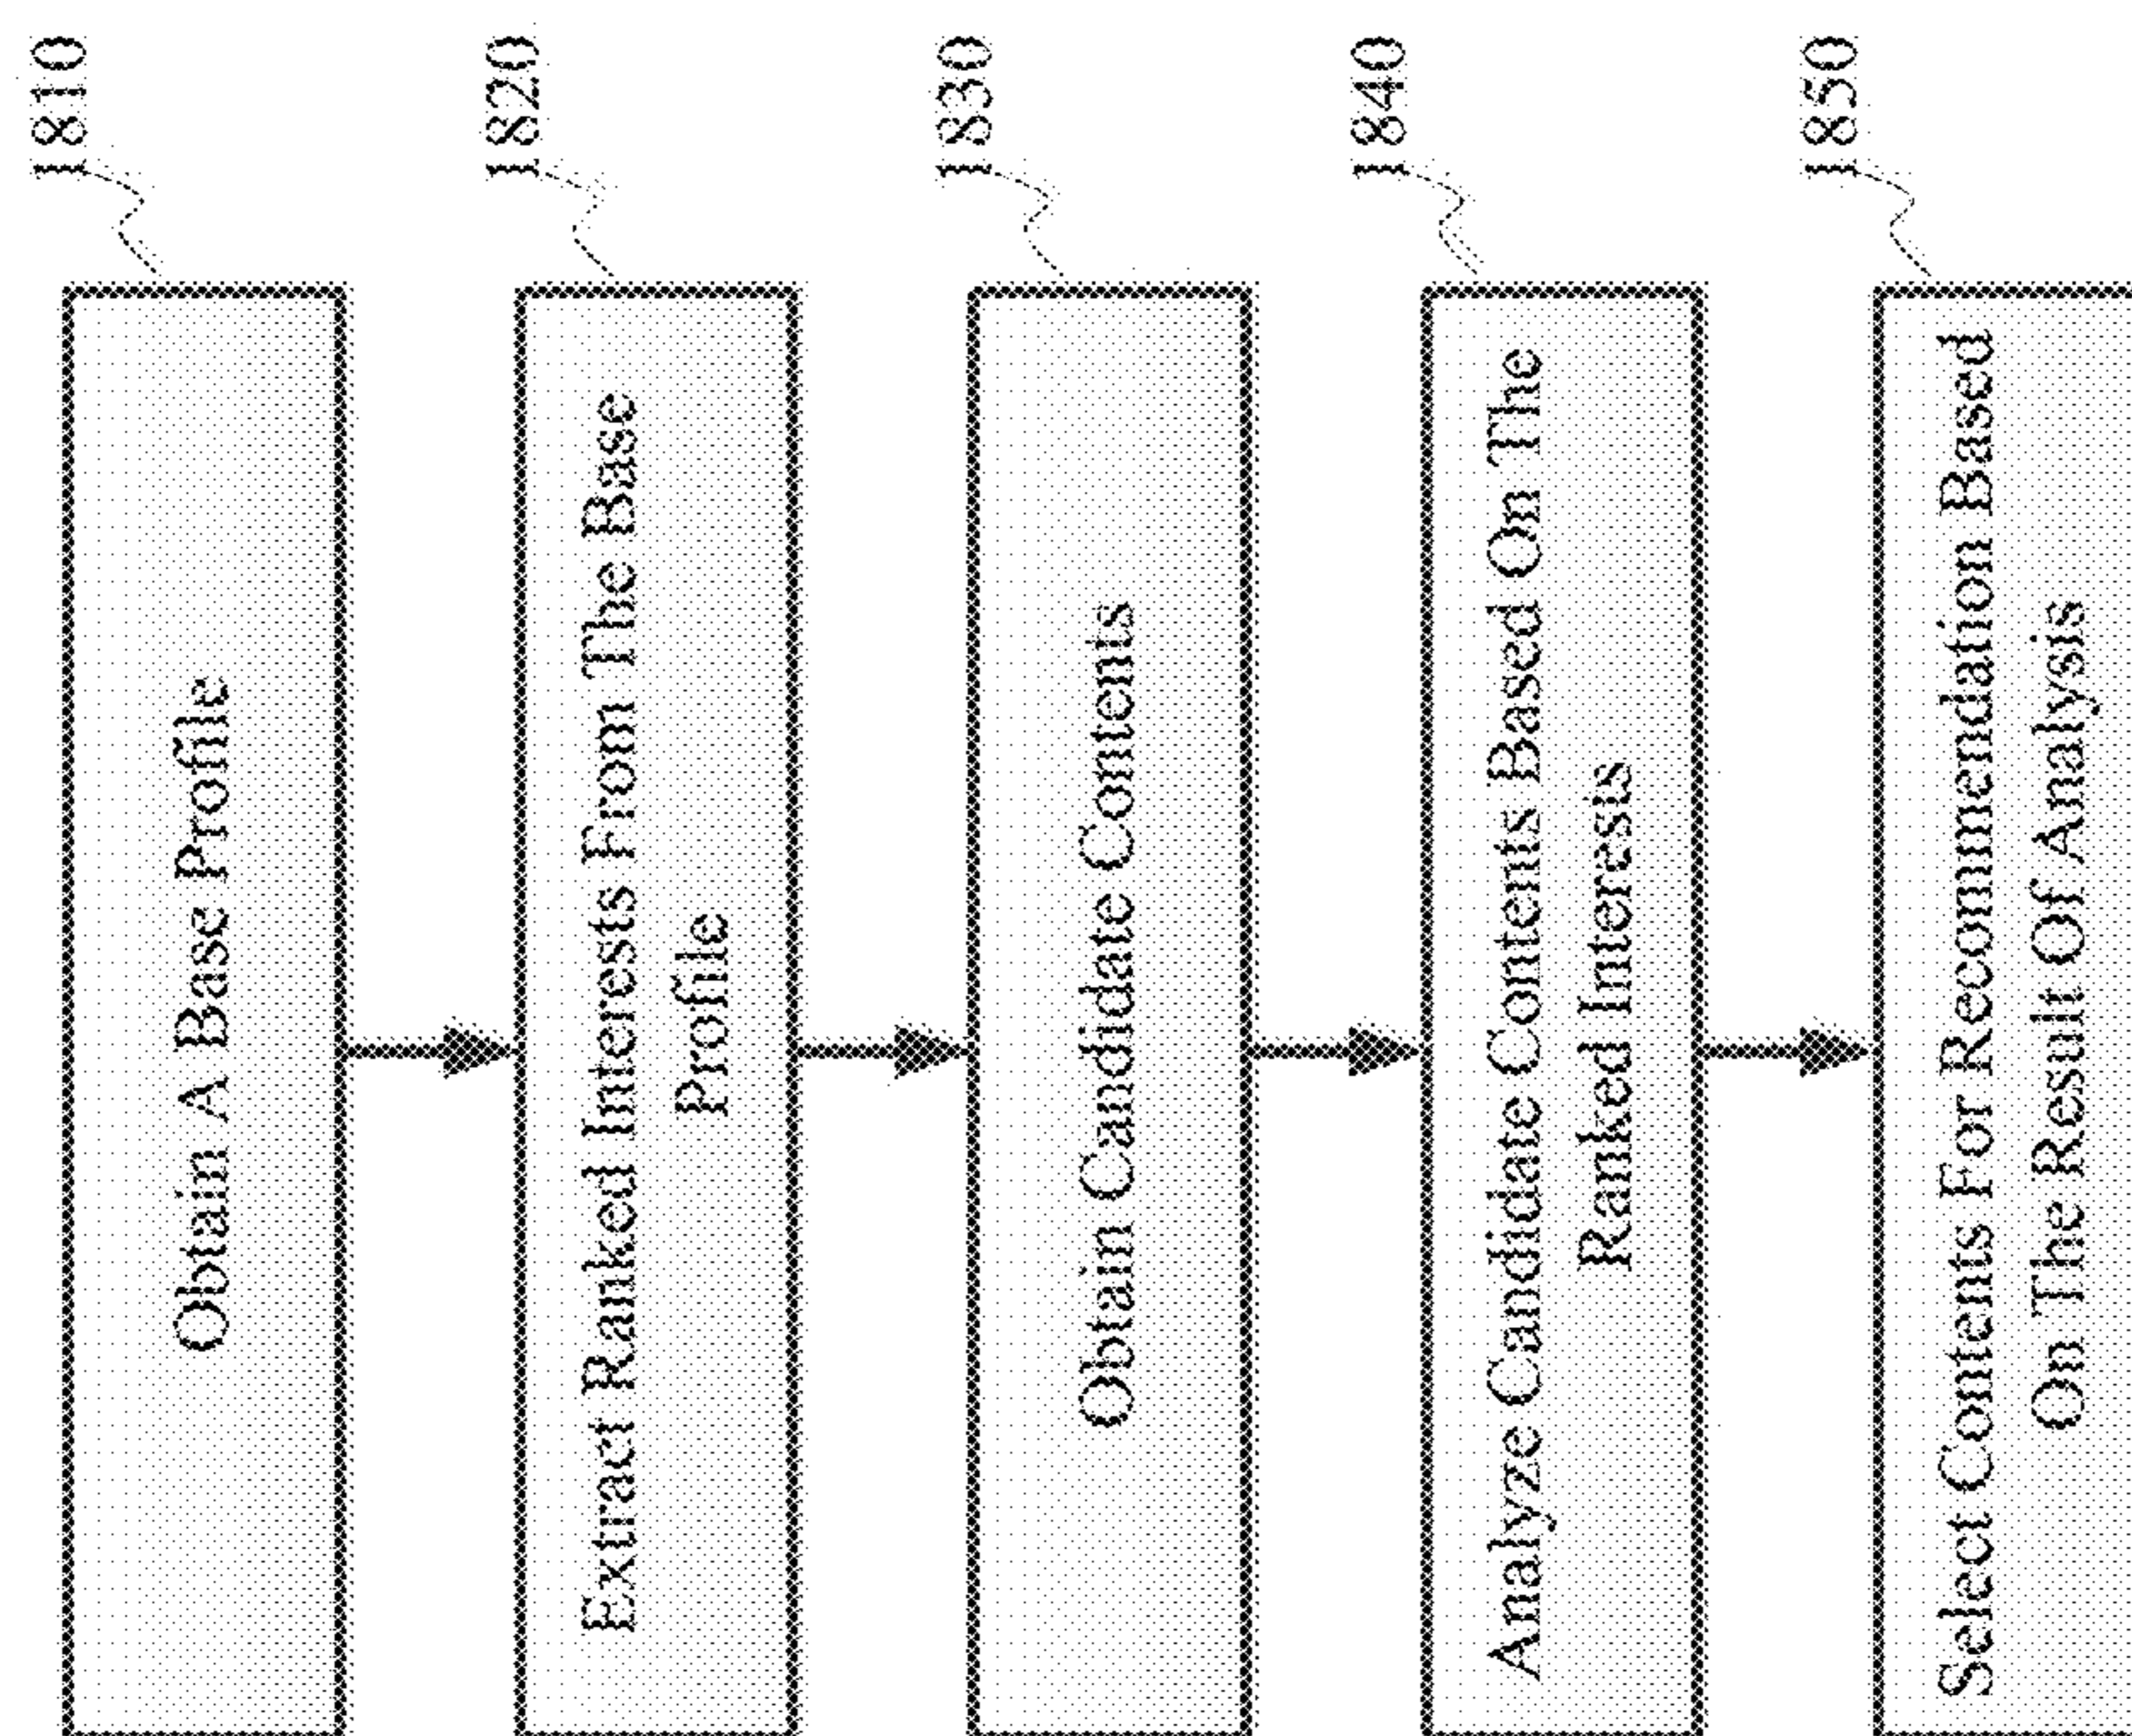 1810
Obtain A Base Profile
1820
Extract Ranked Interests From The Base
Profile
1830
Obtain Candidate Contents
1840
Analyze Candidate Contents Based On The
Ranked Interests
1850
Select Contents For Recommendation Based
On The Result Of Analysis